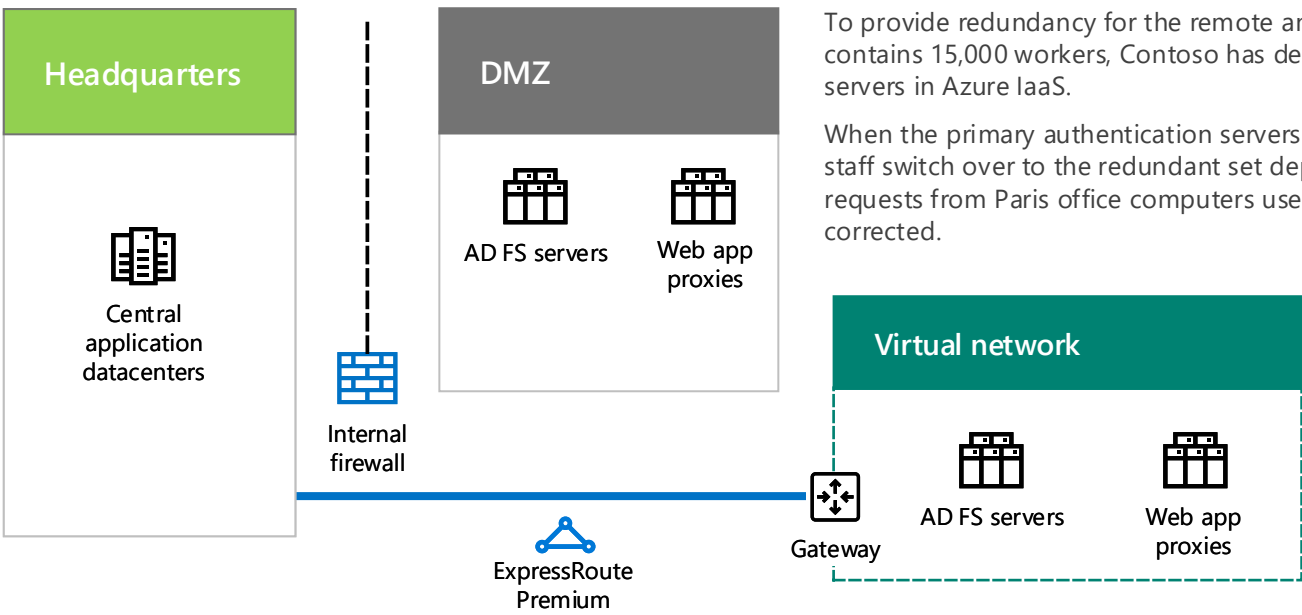 Headquarters
Central
application
datacenters
Internal
firewall
DMZ
AD FS servers
Web app
proxies
To provide redundancy for the remote
contains 15,000 workers, Contoso has
servers in Azure IaaS.
When the primary authentication servers
staff switch over to the redundant set
requests from Paris office computers use
corrected.
Virtual network
AD FS servers
Web app
proxies
Gateway
ExpressRoute
Premium